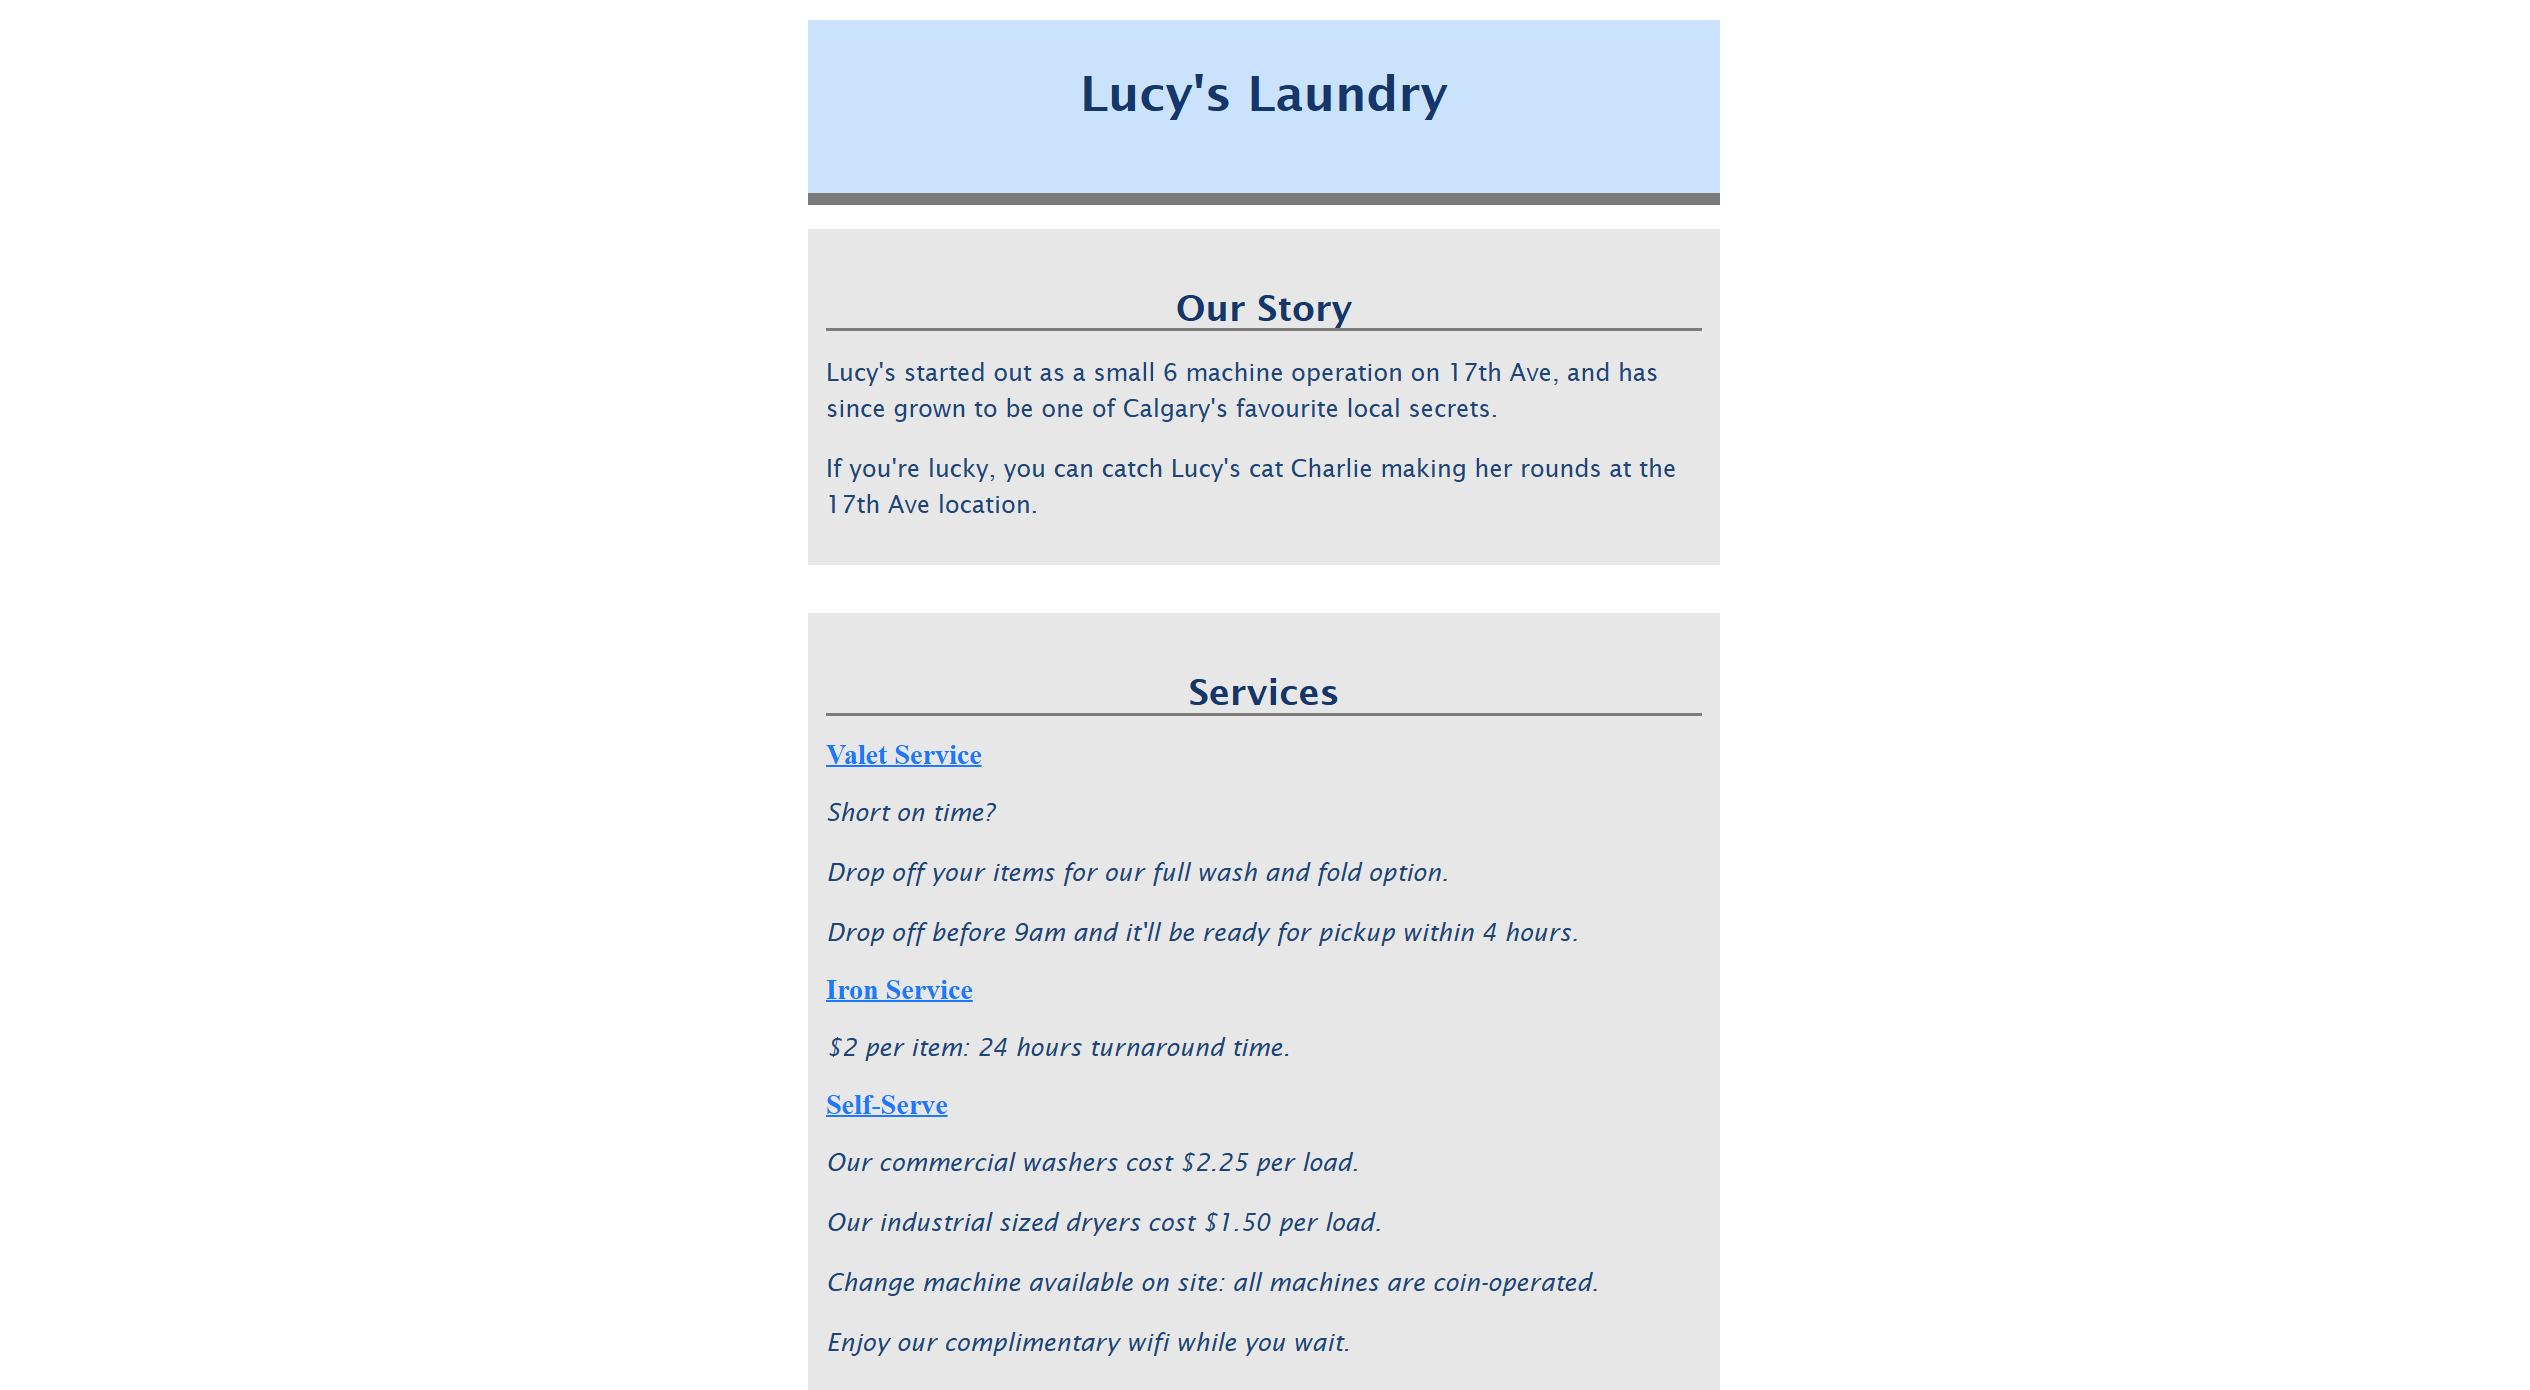 Lucy's Laundry
Our Story
Lucy's started out as a small 6 machine operation on 17th Ave, and has
since grown to be one of Calgary's favourite local secrets.
If you're lucky, you can catch Lucy's cat Charlie making her rounds at the
17th Ave location.
Services
Valet Service
Short on time?
Drop off your items for our full wash and fold option.
Drop off before 9am and it'll be ready for pickup within 4 hours.
Iron Service
$2 per item: 24 hours turnaround time.
Self-Serve
Our commercial washers cost $2.25 per load.
Our industrial sized dryers cost $1.50 per load.
Change machine available on site: all machines are coin-operated.
Enjoy our complimentary wifi while you wait.